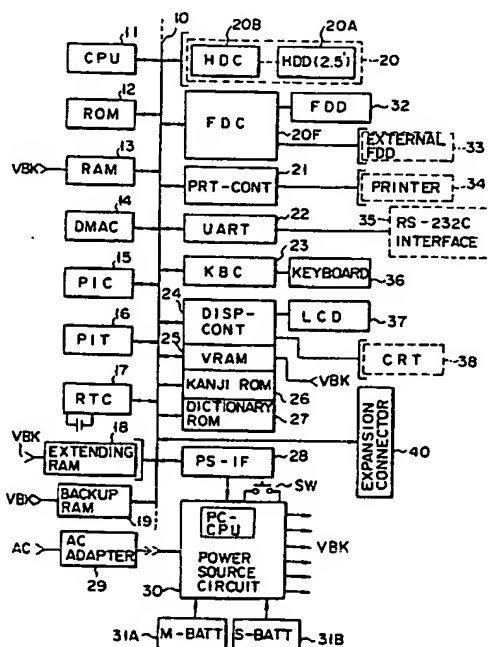 10
20B
20A
11
CPU
HDC
HDD(2.5')
20
12
ROM
FDC
FDD
32
20F
EXTERNAL
FDD
33
13
VBK
RAM
21
PRT-CONT
PRINTER
34
14
DMAC
22
UART
35
RS-232C
INTERFACE
15
PIC
23
KBC
KEYBOARD
36
24
16
PIT
DISP-
CONT
LCD
37
25
VRAM
CRT
38
VBK
17
RTC
KANJI ROM
26
DICTIONARY
ROM
27
VBK
18
EXTENDING
RAM
PS-IF
28
EXPANSION
CONNECTOR
40
SW
VBK
BACKUP
RAM
19
PC-
CPU
AC
AC
ADAPTER
29
POWER
SOURCE
CIRCUIT
VBK
30
31A
M-BATT
S-BATT
31B